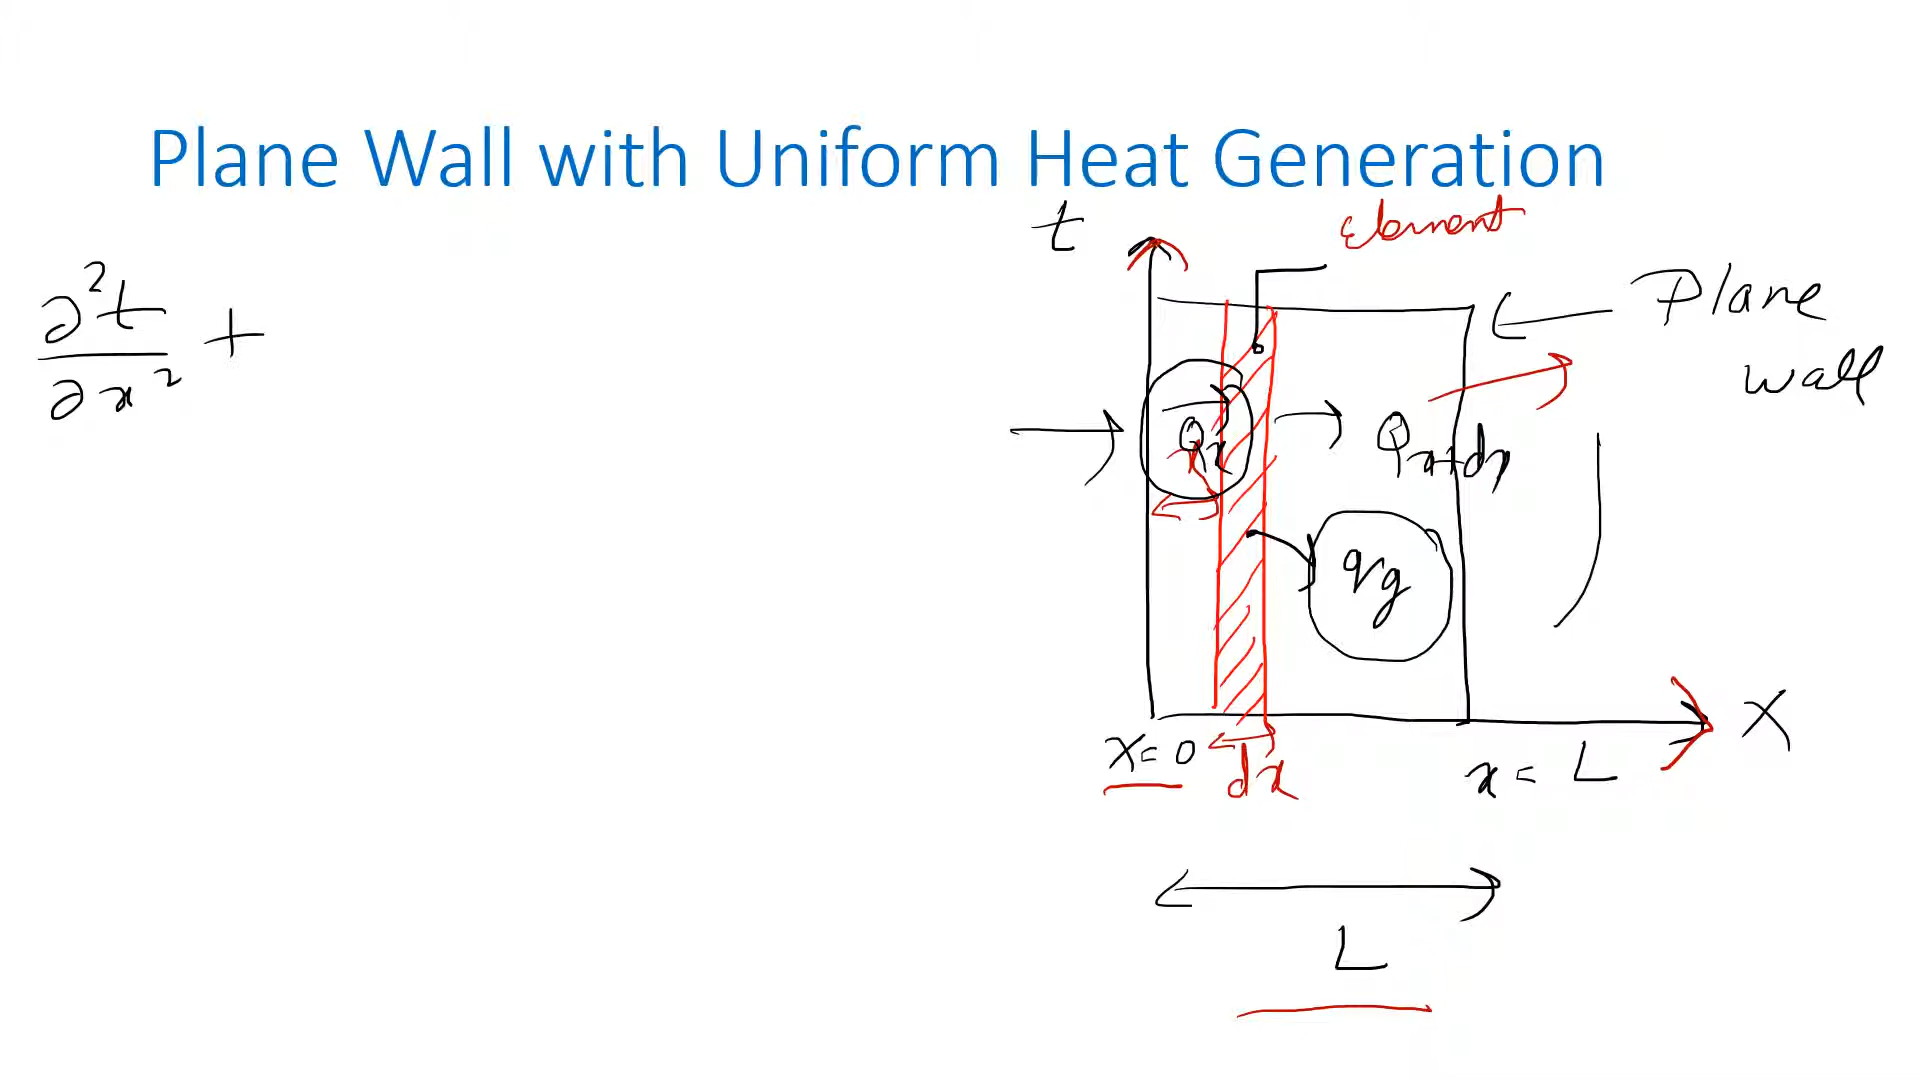 Plane Wall with Uniform Heat Generation
∂²t/∂x² +
t
Element
Plane
wall
Qx
x
Qx+dx
qg
X
X = 0
dx
x = L
L